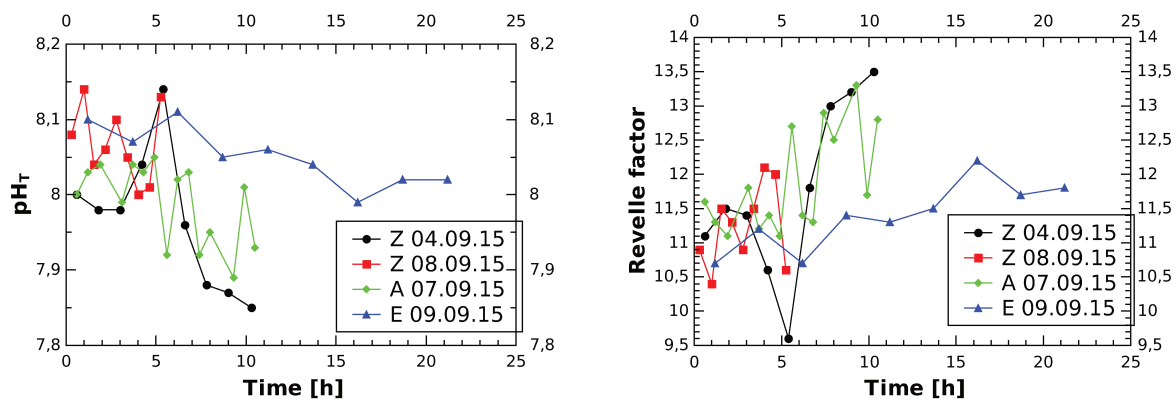 0 5 10 15 20 25
8,2 8,2
8,1 8,1
8 8
7,9 7,9
7,8 7,8
0 5 10 15 20 25
pH_T
Time [h]
Z 04.09.15
Z 08.09.15
A 07.09.15
E 09.09.15
0 5 10 15 20 25
14 14
13,5 13,5
13 13
12,5 12,5
12 12
11,5 11,5
11 11
10,5 10,5
10 10
9,5 9,5
0 5 10 15 20 25
Revelle factor
Time [h]
Z 04.09.15
Z 08.09.15
A 07.09.15
E 09.09.15